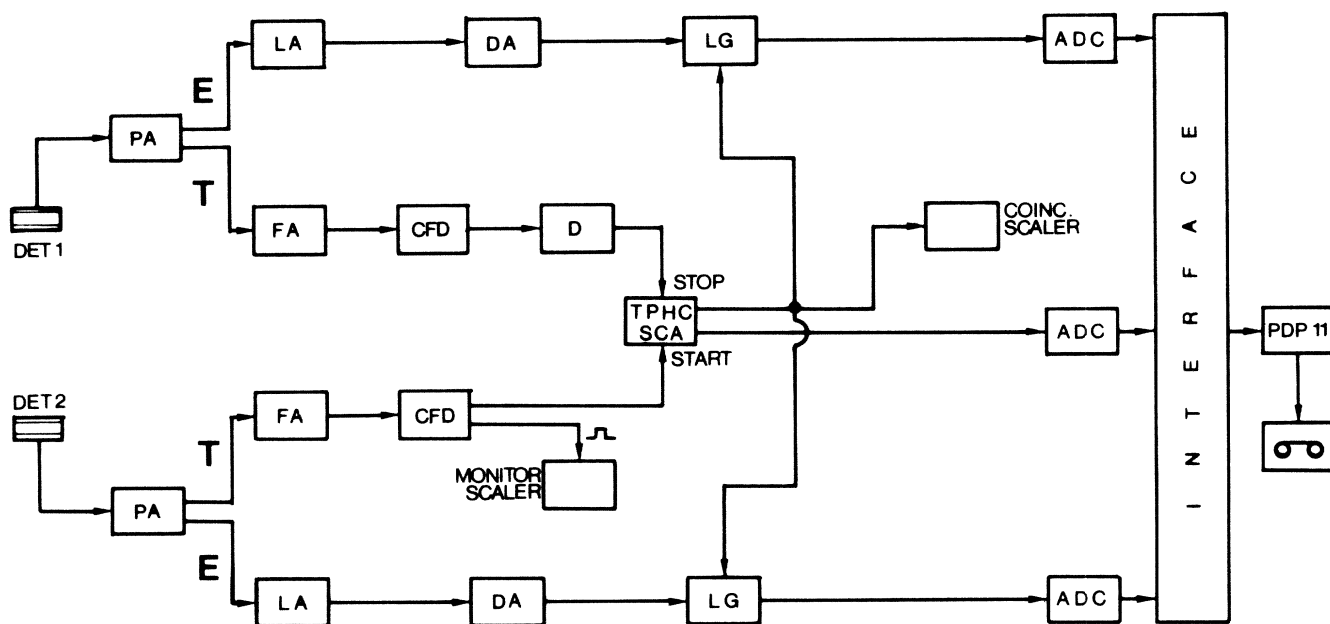 LA
DA
LG
ADC
E
PA
T
DET 1
FA
CFD
D
COINC.
SCALER
STOP
TPHC
SCA
START
ADC
INTERFACE
PDP 11
DET 2
FA
CFD
T
MONITOR
SCALER
PA
E
LA
DA
LG
ADC